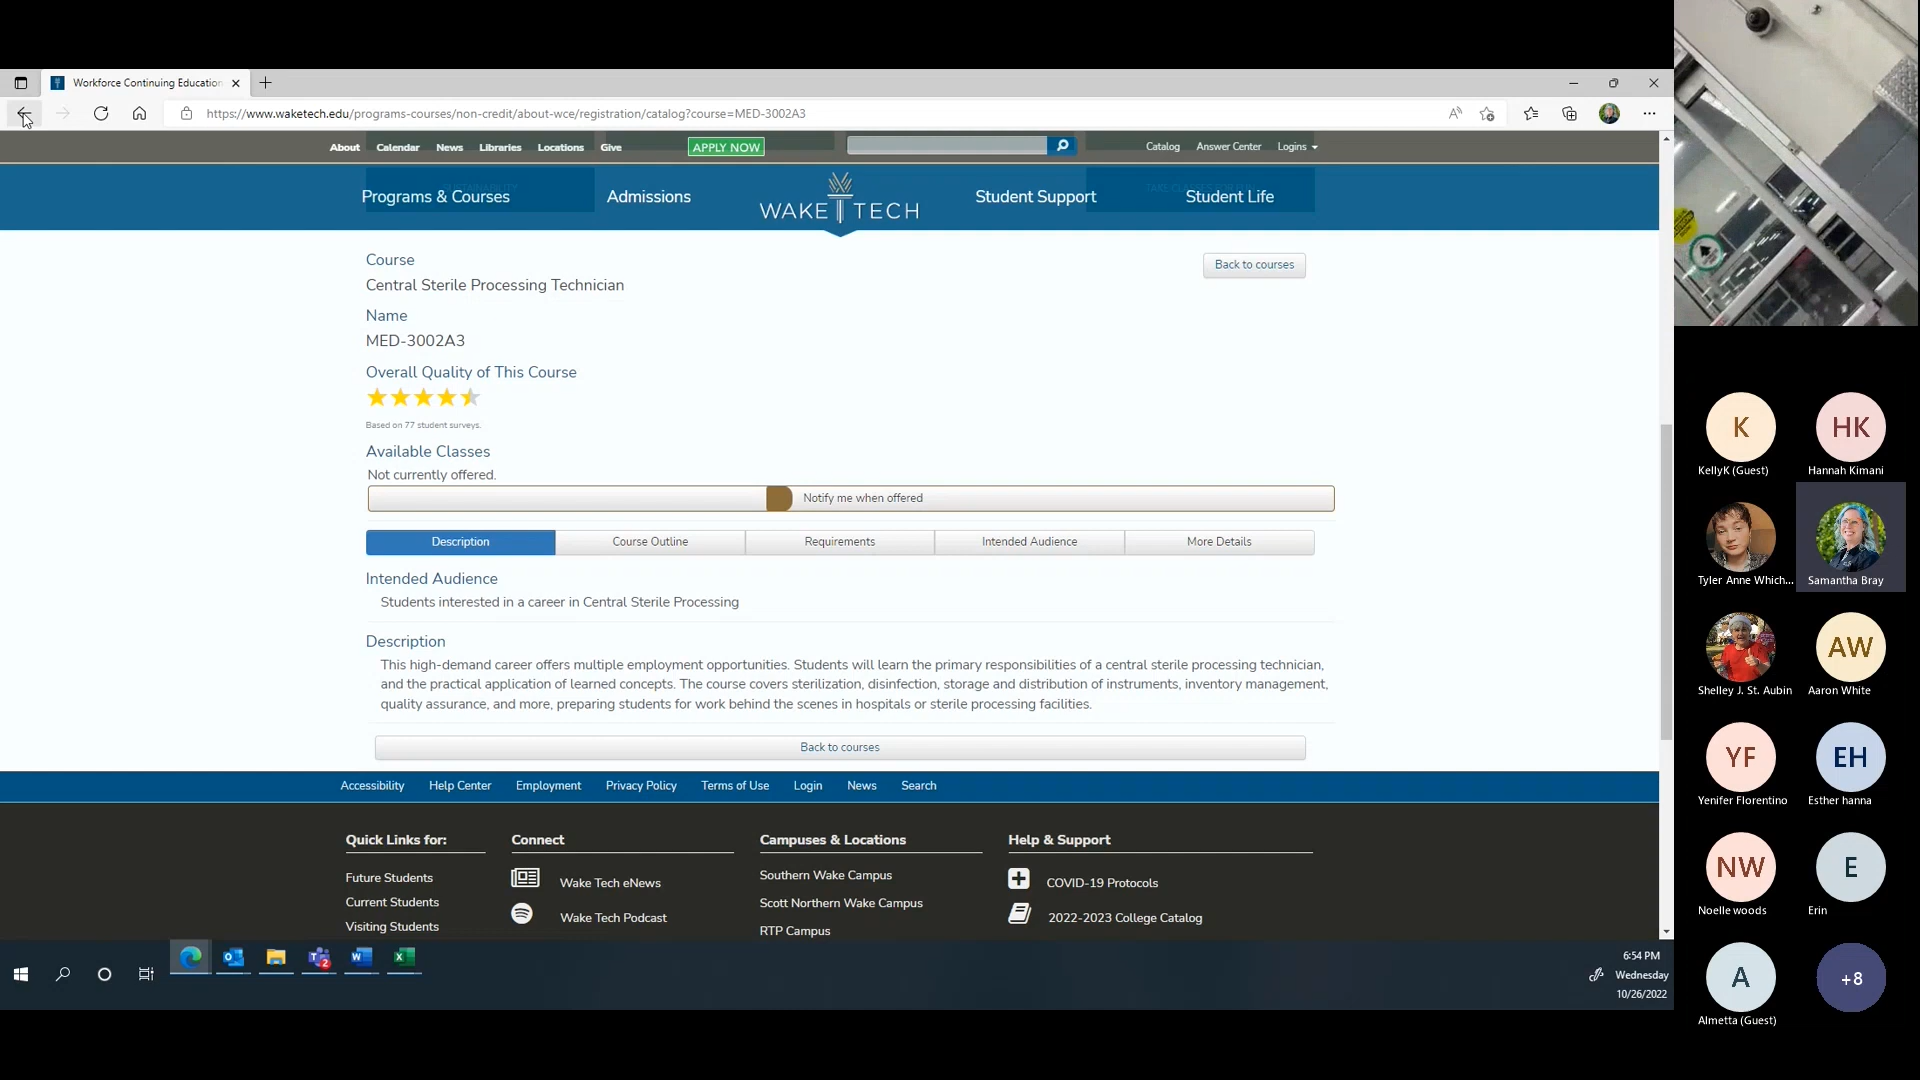 Workforce Continuing Education
https://www.waketech.edu/programs-courses/non-credit/about-wce/registration/catalog?course=MED-3002A3
About Calendar News Libraries Locations Give APPLY NOW Catalog Answer Center Logins
Programs & Courses Admissions WAKE TECH Student Support Student Life
Course
Back to courses
Central Sterile Processing Technician
Name
MED-3002A3
Overall Quality of This Course
Based on 77 student surveys.
Available Classes
Not currently offered.
Notify me when offered
Description Course Outline Requirements Intended Audience More Details
Intended Audience
Students interested in a career in Central Sterile Processing
Description
This high-demand career offers multiple employment opportunities. Students will learn the primary responsibilities of a central sterile processing technician,
and the practical application of learned concepts. The course covers sterilization, disinfection, storage and distribution of instruments, inventory management,
quality assurance, and more, preparing students for work behind the scenes in hospitals or sterile processing facilities.
Back to courses
Accessibility Help Center Employment Privacy Policy Terms of Use Login News Search
Quick Links for: Connect Campuses & Locations Help & Support
Future Students Wake Tech eNews Southern Wake Campus COVID-19 Protocols
Current Students Wake Tech Podcast Scott Northern Wake Campus 2022-2023 College Catalog
Visiting Students RTP Campus
6:54 PM
Wednesday
10/26/2022
K HK
KellyK (Guest) Hannah Kimani
Tyler Anne Which... Samantha Bray
AW
Shelley J. St. Aubin Aaron White
YF EH
Yenifer Florentino Esther hanna
NW E
Noelle woods Erin
A +8
Almetta (Guest)